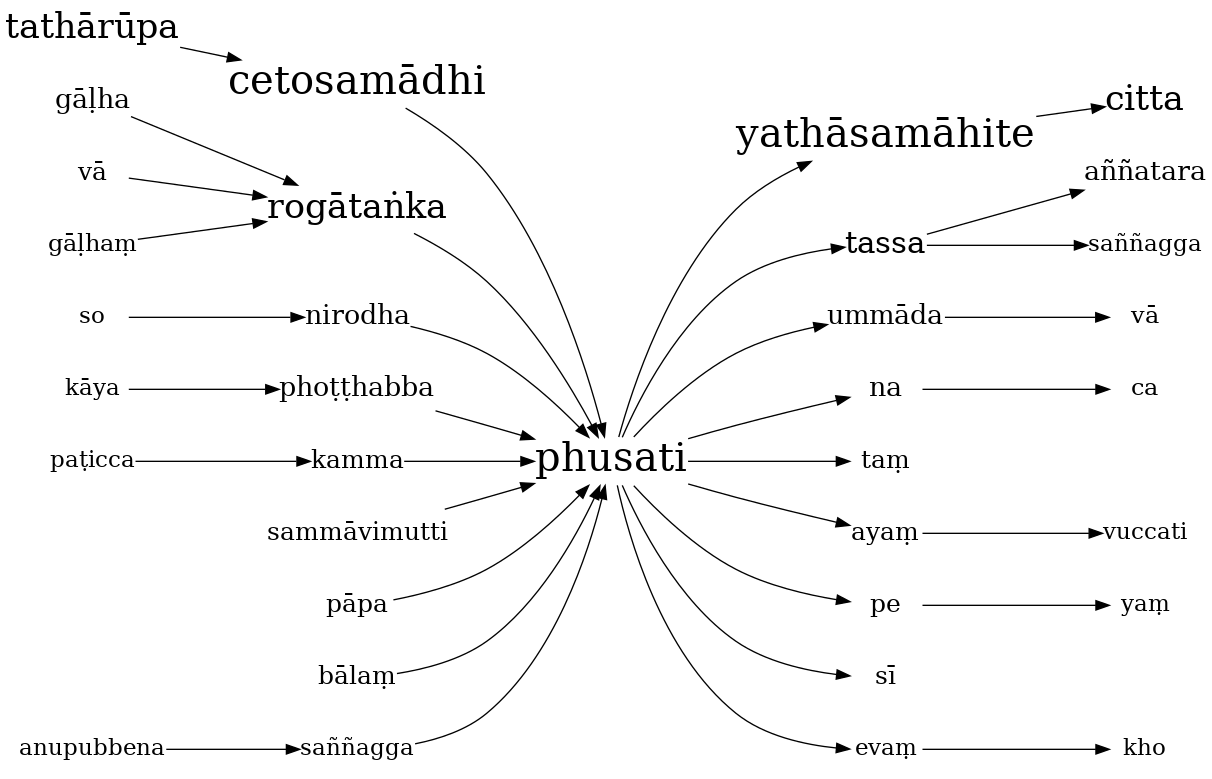 tathārūpa
cetosamādhi
gāḷha
vā
rogātaṅka
gāḷhaṃ
so
nirodha
kāya
phoṭṭhabba
paṭicca
kamma
sammāvimutti
pāpa
bālaṃ
anupubbena
saññagga
phusati
yathāsamāhite
citta
aññatara
tassa
saññagga
ummāda
vā
na
ca
taṃ
ayaṃ
vuccati
pe
yaṃ
sī
evaṃ
kho